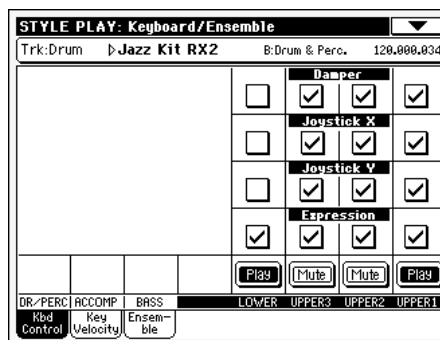 STYLE PLAY: Keyboard/Ensemble
Trk:Drum ▷Jazz Kit RX2 B:Drum & Perc. 120.000.034
Damper
Joystick X
Joystick Y
Expression
Play Mute Mute Play
DR/PERC ACCOMP BASS LOWER UPPER3 UPPER2 UPPER1
Kbd Control Key Velocity Ensem-ble